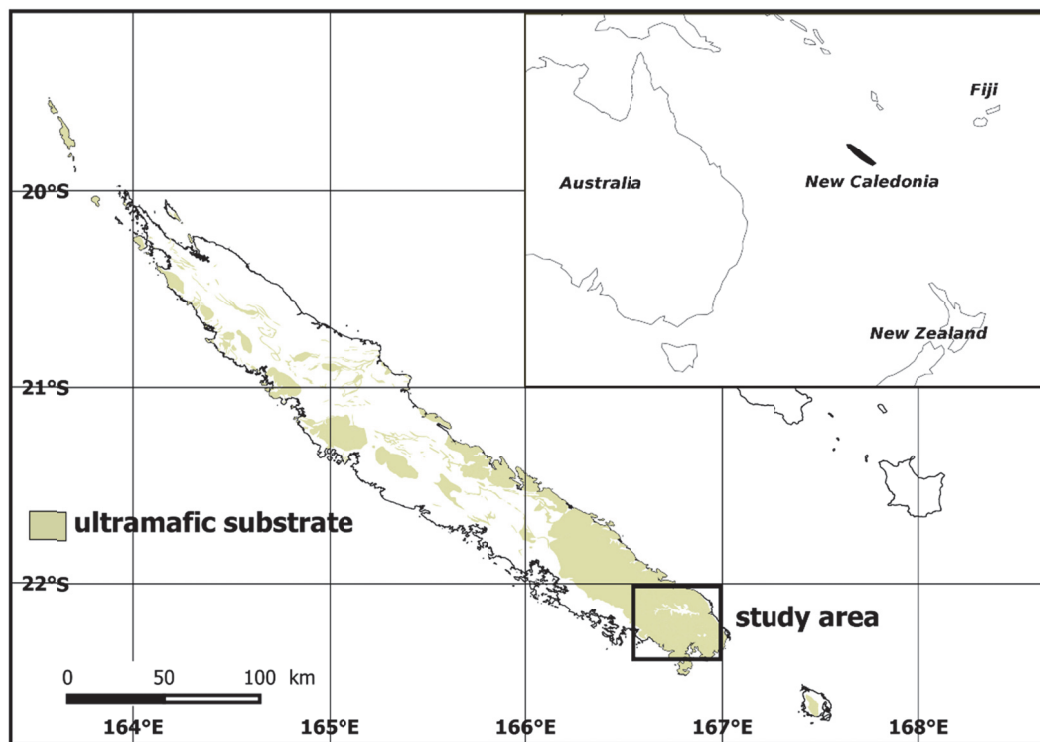 Fiji
Australia
New Caledonia
New Zealand
20°S
21°S
ultramafic substrate
22°S
study area
0 50 100 km
164°E 165°E 166°E 167°E 168°E